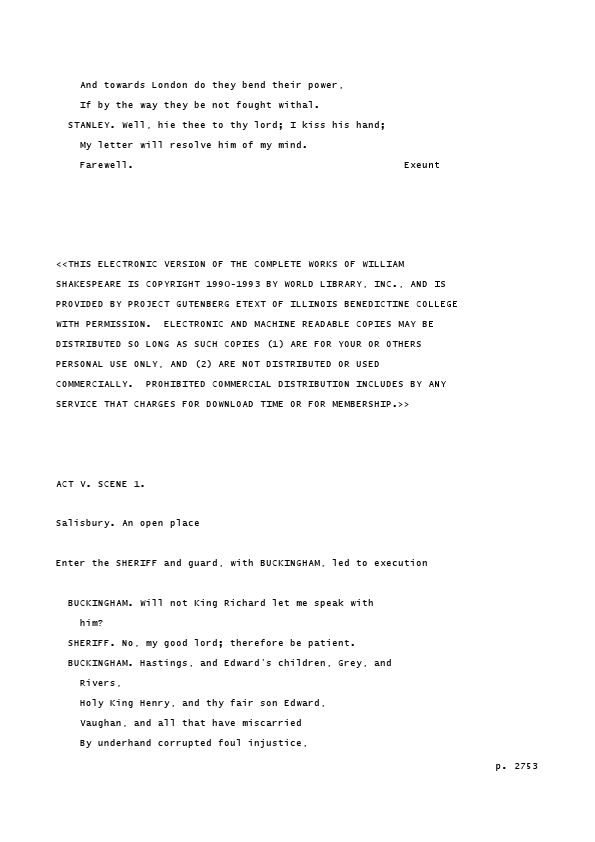 And towards London do they bend their power,
If by the way they be not fought withal.
STANLEY. Well, hie thee to thy lord; I kiss his hand;
My letter will resolve him of my mind.
Farewell. Exeunt
<<THIS ELECTRONIC VERSION OF THE COMPLETE WORKS OF WILLIAM
SHAKESPEARE IS COPYRIGHT 1990-1993 BY WORLD LIBRARY, INC., AND IS
PROVIDED BY PROJECT GUTENBERG ETEXT OF ILLINOIS BENEDICTINE COLLEGE
WITH PERMISSION. ELECTRONIC AND MACHINE READABLE COPIES MAY BE
DISTRIBUTED SO LONG AS SUCH COPIES (1) ARE FOR YOUR OR OTHERS
PERSONAL USE ONLY, AND (2) ARE NOT DISTRIBUTED OR USED
COMMERCIALLY. PROHIBITED COMMERCIAL DISTRIBUTION INCLUDES BY ANY
SERVICE THAT CHARGES FOR DOWNLOAD TIME OR FOR MEMBERSHIP.>>
ACT V. SCENE 1.
Salisbury. An open place
Enter the SHERIFF and guard, with BUCKINGHAM, led to execution
BUCKINGHAM. Will not King Richard let me speak with
him?
SHERIFF. No, my good lord; therefore be patient.
BUCKINGHAM. Hastings, and Edward's children, Grey, and
Rivers,
Holy King Henry, and thy fair son Edward,
Vaughan, and all that have miscarried
By underhand corrupted foul injustice,
p. 2753